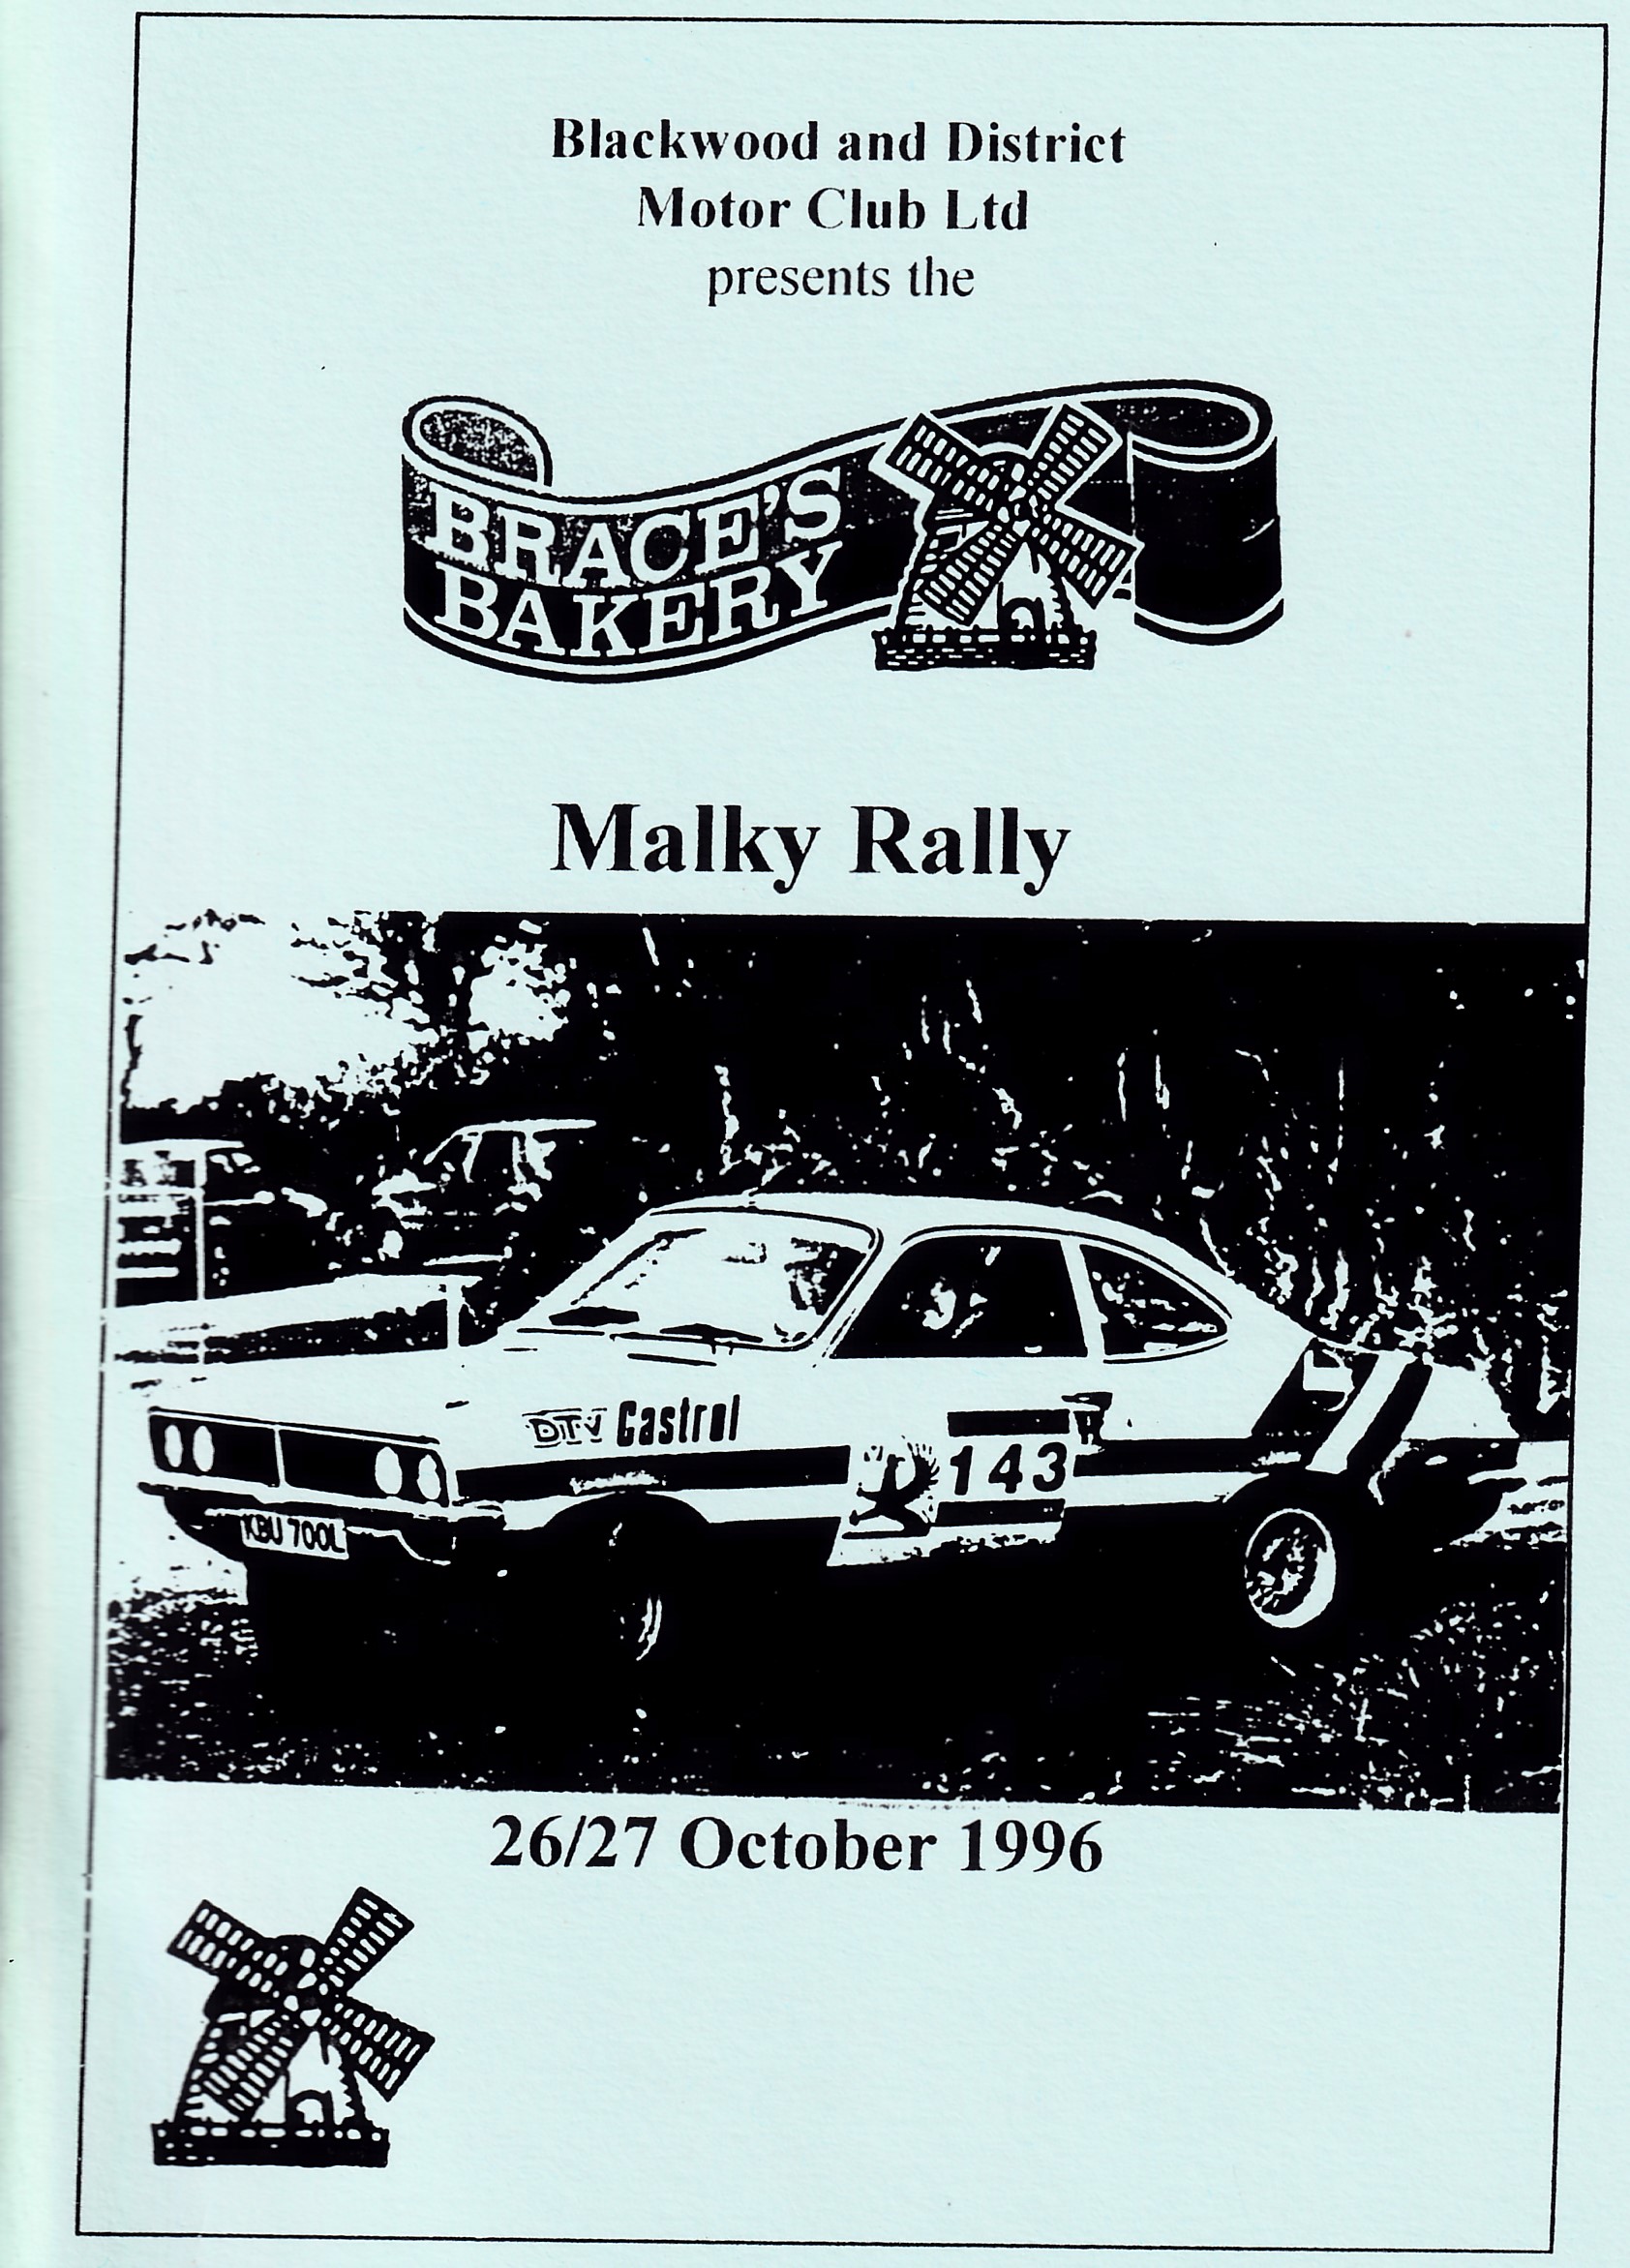 Blackwood and District
Motor Club Ltd
presents the
BRACE'S
BAKERY
Malky Rally
DTV Castrol
143
KBU 700L
26/27 October 1996